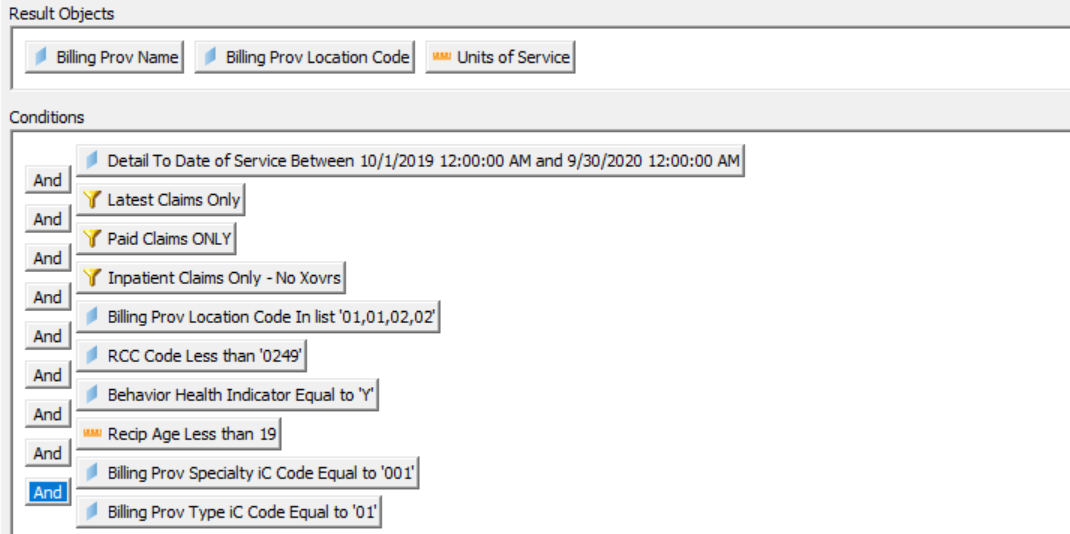 Result Objects
Billing Prov Name Billing Prov Location Code Units of Service
Conditions
Detail To Date of Service Between 10/1/2019 12:00:00 AM and 9/30/2020 12:00:00 AM
And
Latest Claims Only
And
Paid Claims ONLY
And
Inpatient Claims Only - No Xovrs
And
Billing Prov Location Code In list '01,01,02,02'
And
RCC Code Less than '0249'
And
Behavior Health Indicator Equal to 'Y'
And
Recip Age Less than 19
And
Billing Prov Specialty iC Code Equal to '001'
And
Billing Prov Type iC Code Equal to '01'